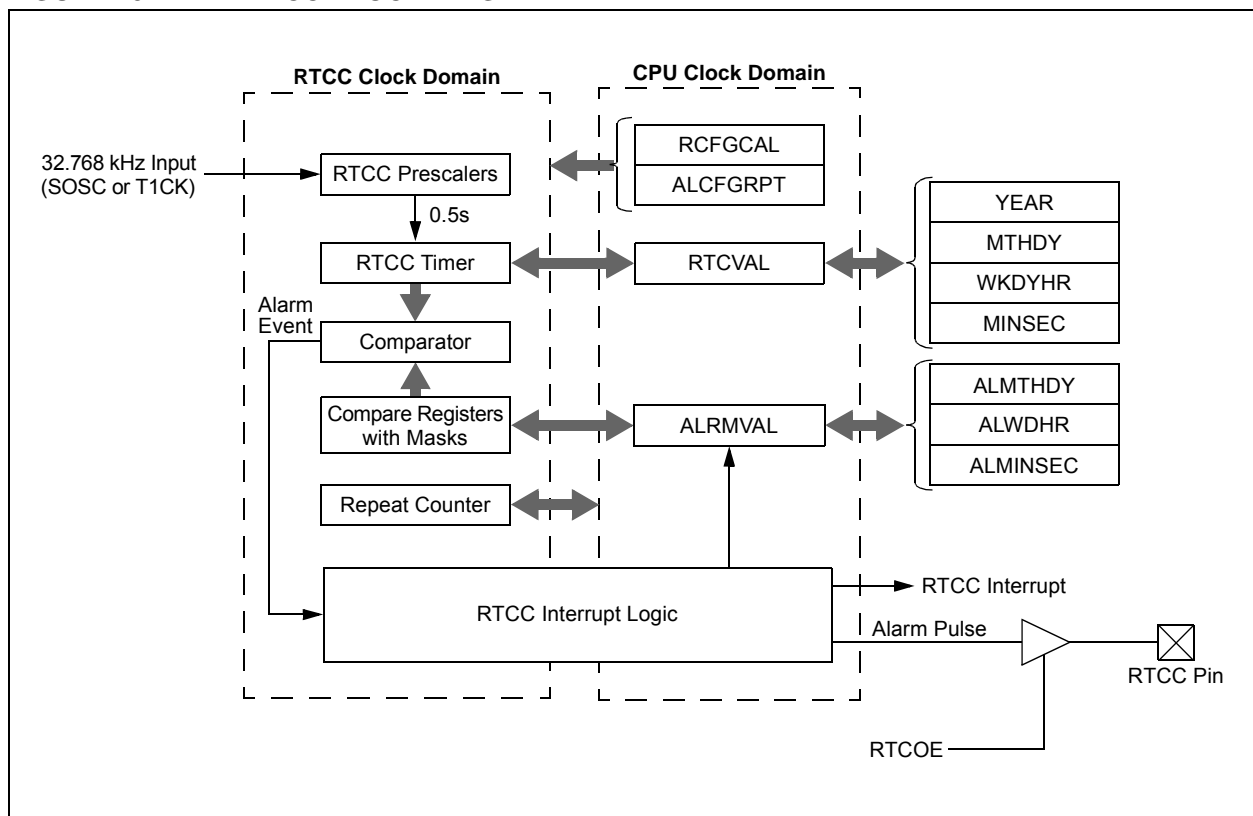 RTCC Clock Domain
CPU Clock Domain
32.768 kHz Input
(SOSC or T1CK)
RTCC Prescalers
0.5s
RTCC Timer
Alarm
Event
Comparator
Compare Registers
with Masks
Repeat Counter
RCFGCAL
ALCFGRPT
RTCVAL
YEAR
MTHDY
WKDYHR
MINSEC
ALRMVAL
ALMTHDY
ALWDHR
ALMINSEC
RTCC Interrupt Logic
RTCC Interrupt
Alarm Pulse
RTCC Pin
RTCOE